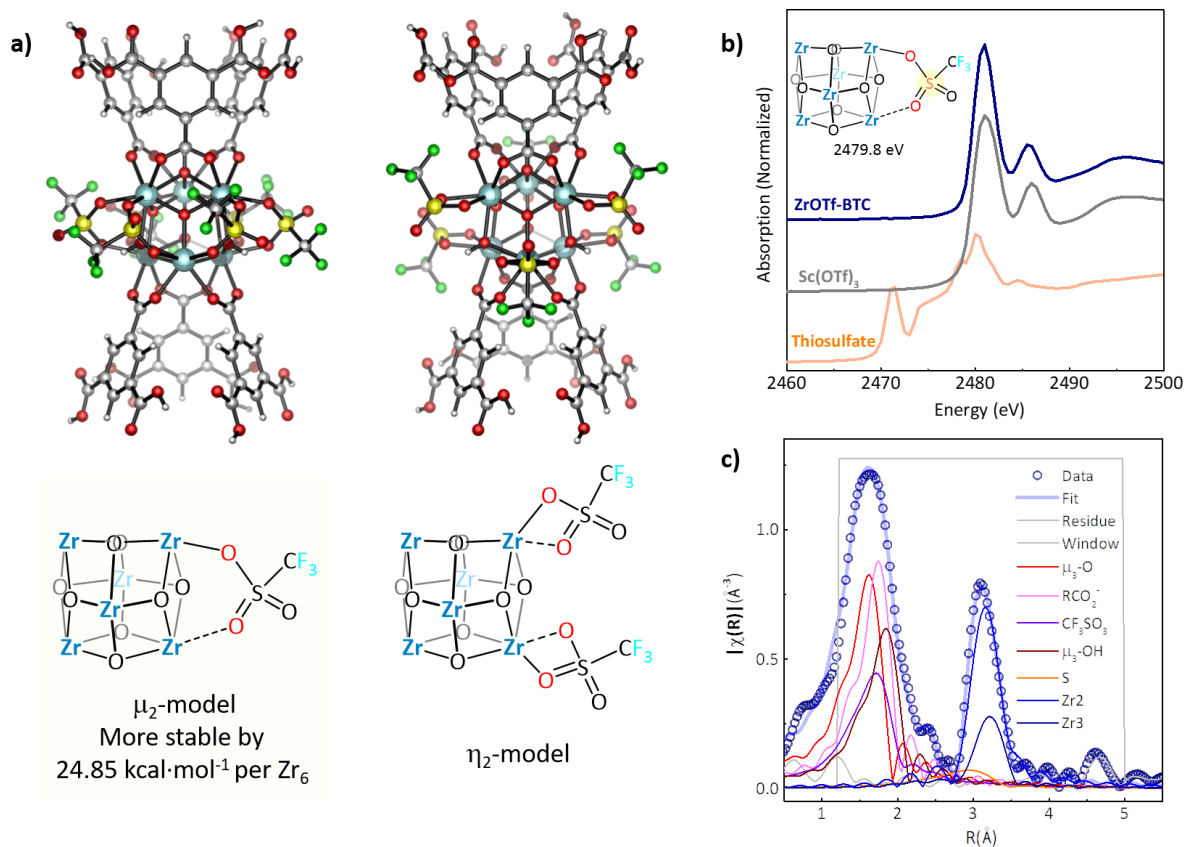 a)
Zr
O
O
Zr
O
CF₃
Zr
S
O
O
Zr
O
O
O
Zr
O
Zr
O
μ₂-model
More stable by
24.85 kcal·mol⁻¹ per Zr₆
O
CF₃
S
O
O
Zr
O
O
Zr
Zr
O
O
Zr
O
O
Zr
Zr
O
O
O
CF₃
S
O
η₂-model
b)
Absorption (Normalized)
Zr
O
O
Zr
O
CF₃
Zr
O
S
O
O
Zr
O
O
Zr
O
Zr
2479.8 eV
ZrOTf-BTC
Sc(OTf)₃
Thiosulfate
2460 2470 2480 2490 2500
Energy (eV)
c)
|χ(R)| (Å⁻³)
1.0
0.5
0.0
Data
Fit
Residue
Window
μ₃-O
RCO₂⁻
CF₃SO₃
μ₃-OH
S
Zr2
Zr3
1 2 3 4 5
R(Å)